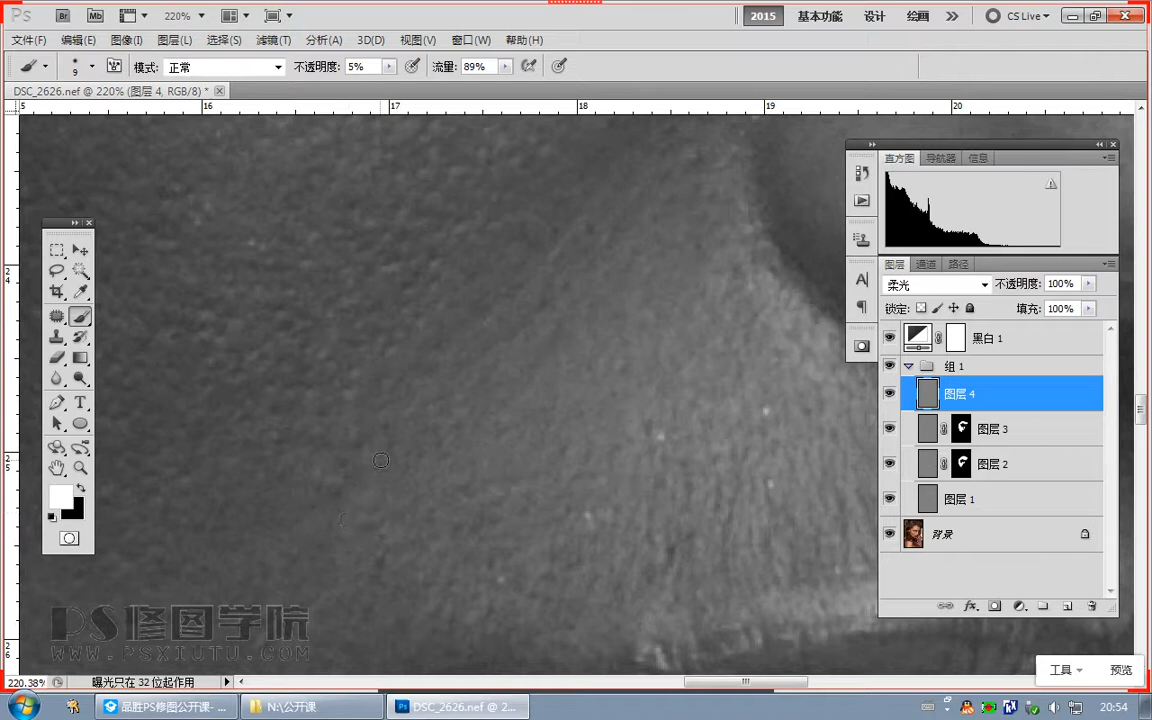 Ps Br Mb 220% 2015 基本功能 设计 绘画 CS Live
文件(F) 编辑(E) 图像(I) 图层(L) 选择(S) 滤镜(T) 分析(A) 3D(D) 视图(V) 窗口(W) 帮助(H)
9 模式: 正常 不透明度: 5% 流量: 89%
DSC_2626.nef @ 220% (图层 4, RGB/8) *
5 16 17 18 19 20
直方图 导航器 信息
24
图层 通道 路径
柔光 不透明度: 100%
锁定: 填充: 100%
黑白 1
组 1
图层 4
图层 3
图层 2
25
图层 1
背景
26
PS修图学院
WWW.PSXIUTU.COM
工具 预览
220.38% 曝光只在 32 位起作用
品胜PS修图公开课- ... N:\公开课 DSC_2626.nef @ 2... 20:54